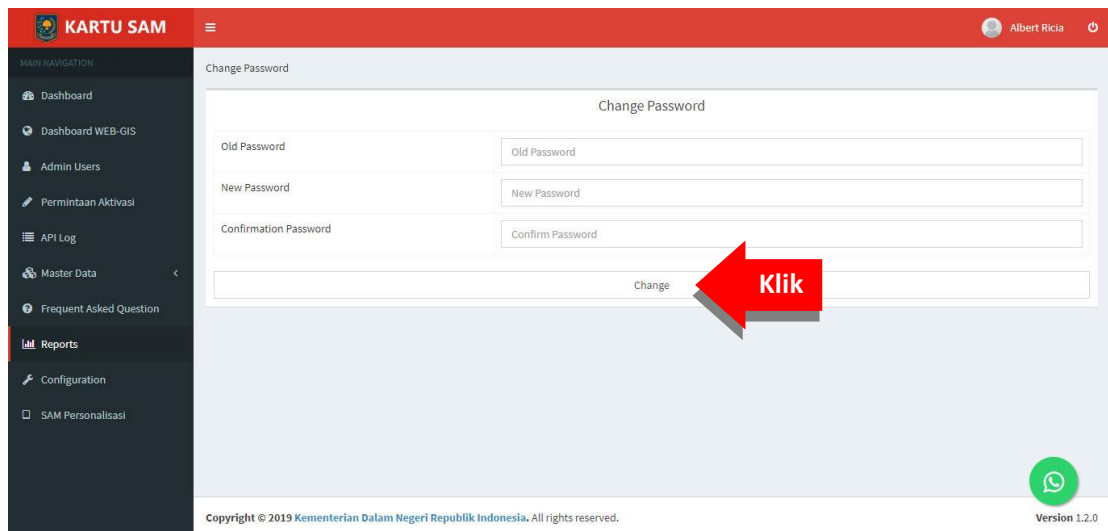 KARTU SAM
Albert Ricia
MAIN NAVIGATION
Dashboard
Dashboard WEB-GIS
Admin Users
Permintaan Aktivasi
API Log
Master Data
Frequent Asked Question
Reports
Configuration
SAM Personalisasi
Change Password
Change Password
Old Password
Old Password
New Password
New Password
Confirmation Password
Confirm Password
Change
Klik
Copyright © 2019 Kementerian Dalam Negeri Republik Indonesia. All rights reserved.
Version 1.2.0